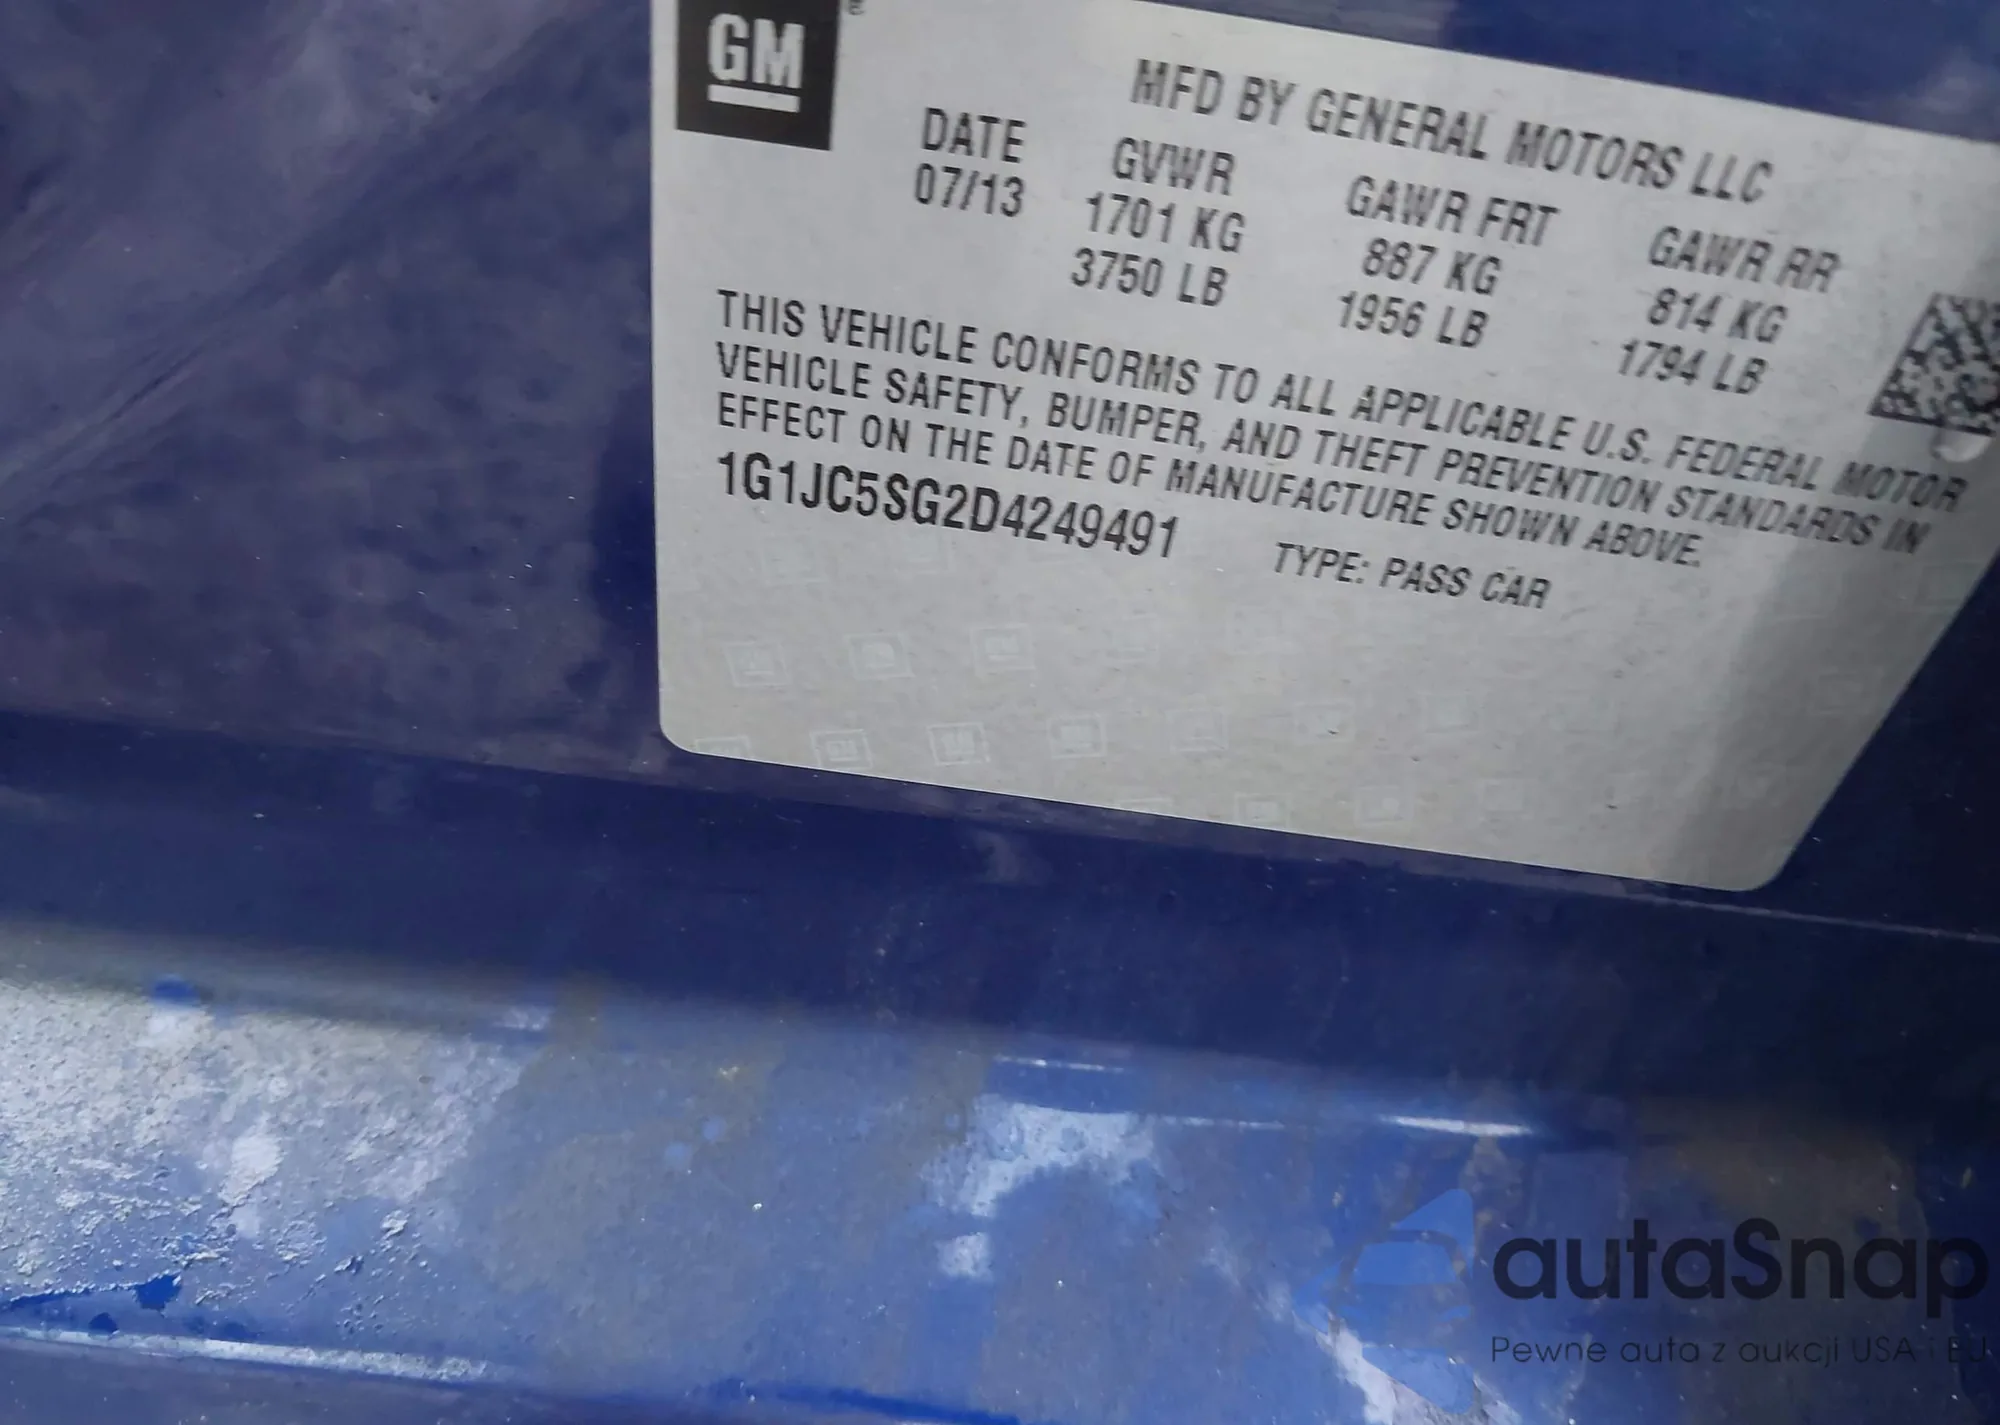 GM
MFD BY GENERAL MOTORS LLC
DATE GVWR GAWR FRT GAWR RR
07/13 1701 KG 887 KG 814 KG
3750 LB 1956 LB 1794 LB
THIS VEHICLE CONFORMS TO ALL APPLICABLE U.S. FEDERAL MOTOR
VEHICLE SAFETY, BUMPER, AND THEFT PREVENTION STANDARDS IN
EFFECT ON THE DATE OF MANUFACTURE SHOWN ABOVE.
1G1JC5SG2D4249491 TYPE: PASS CAR
autaSnap
Pewne auta z aukcji USA i EU